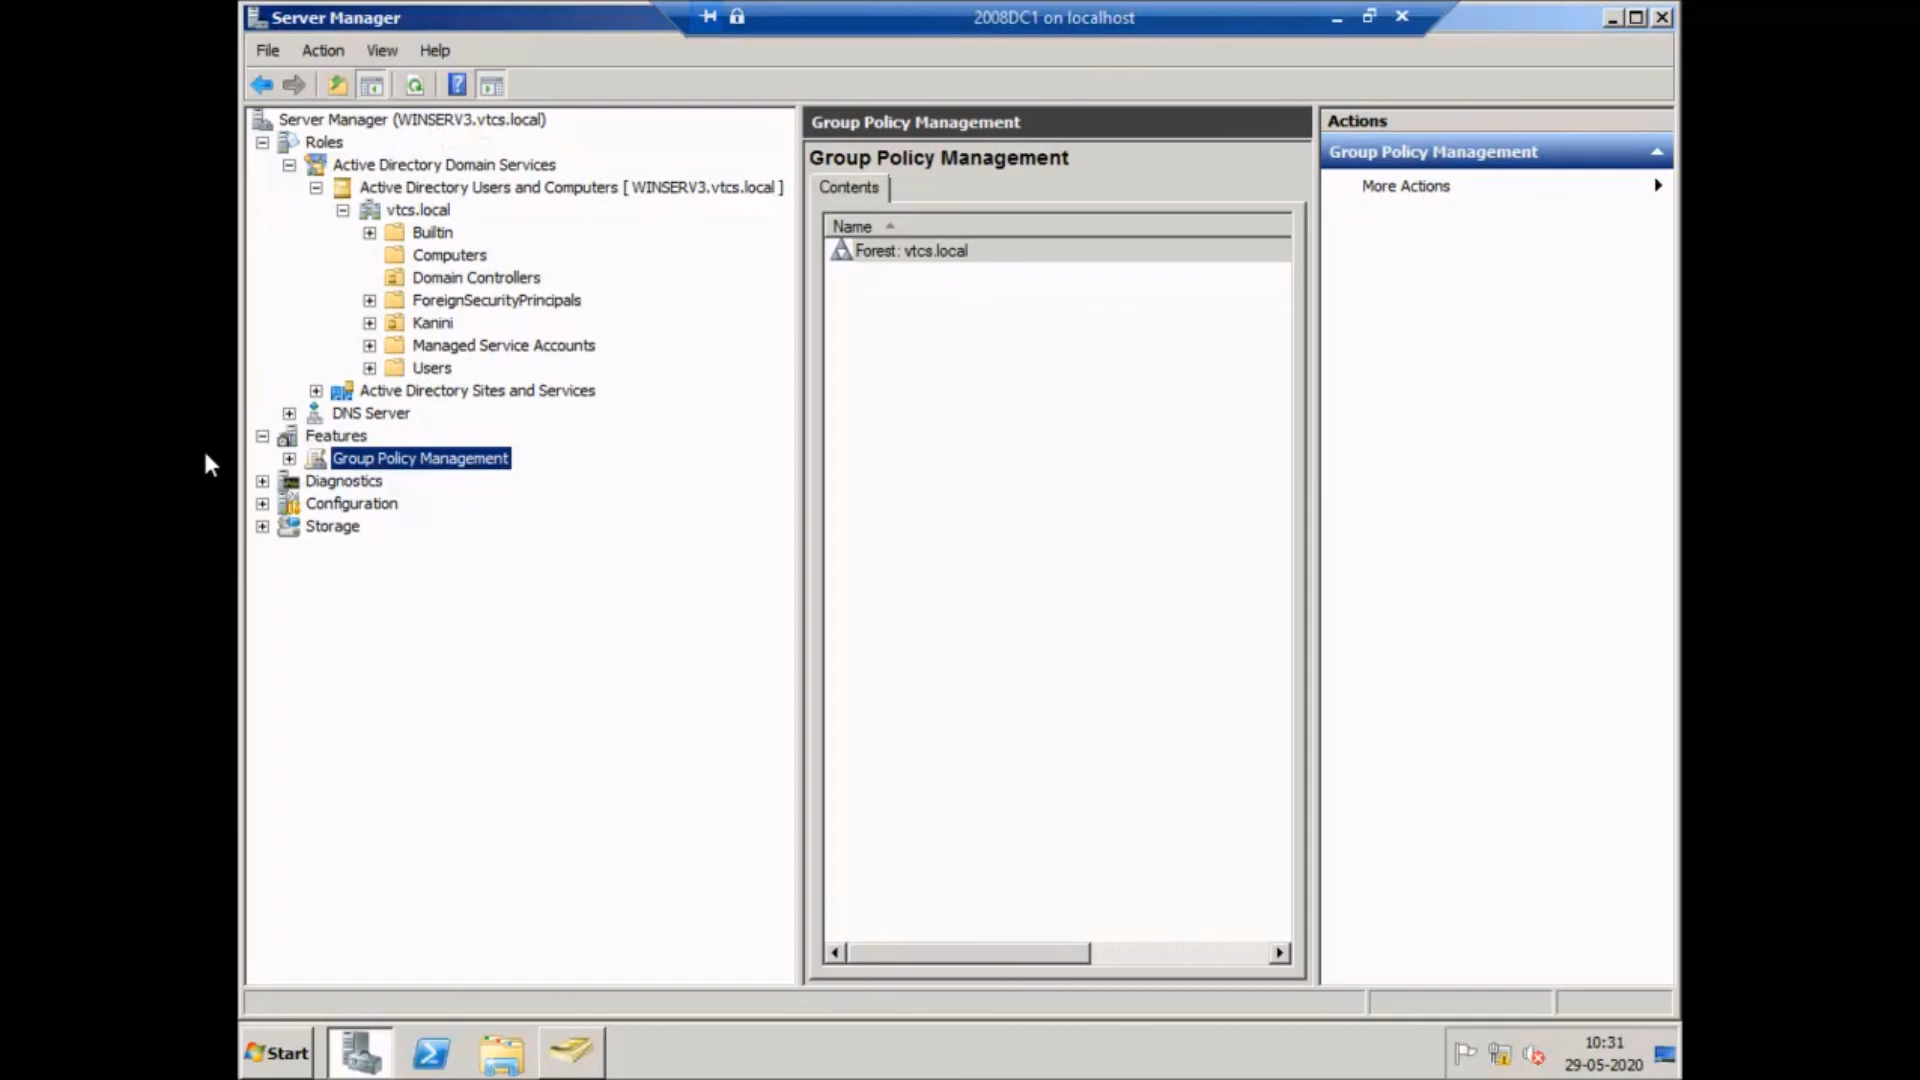 Server Manager
2008DC1 on localhost
File Action View Help
Server Manager (WINSERV3.vtcs.local)
Roles
Active Directory Domain Services
Active Directory Users and Computers [ WINSERV3.vtcs.local ]
vtcs.local
Builtin
Computers
Domain Controllers
ForeignSecurityPrincipals
Kanini
Managed Service Accounts
Users
Active Directory Sites and Services
DNS Server
Features
Group Policy Management
Diagnostics
Configuration
Storage
Group Policy Management
Group Policy Management
Contents
Name
Forest: vtcs.local
Actions
Group Policy Management
More Actions
Start
10:31
29-05-2020